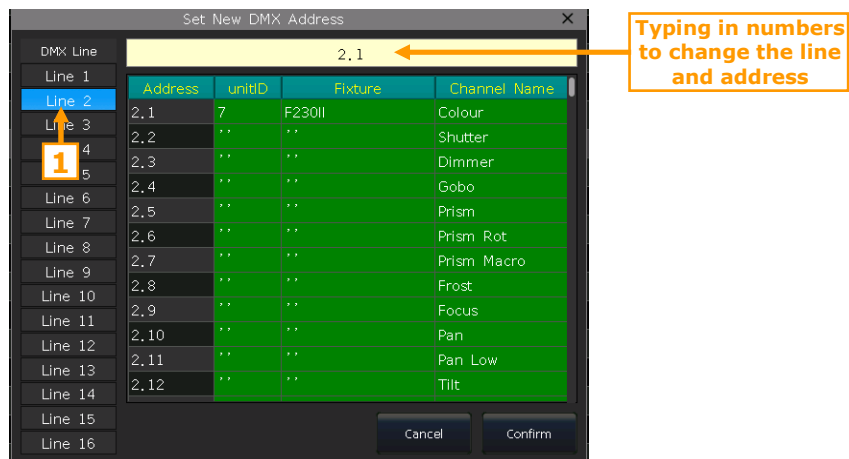 Set New DMX Address ×
DMX Line
Line 1
Line 2
Line 3
4
5
Line 6
Line 7
Line 8
Line 9
Line 10
Line 11
Line 12
Line 13
Line 14
Line 15
Line 16
1
2.1
Address unitID Fixture Channel Name
2.1 7 F230II Colour
2.2 '' '' Shutter
2.3 '' '' Dimmer
2.4 '' '' Gobo
2.5 '' '' Prism
2.6 '' '' Prism Rot
2.7 '' '' Prism Macro
2.8 '' '' Frost
2.9 '' '' Focus
2.10 '' '' Pan
2.11 '' '' Pan Low
2.12 '' '' Tilt
Cancel Confirm
Typing in numbers
to change the line
and address